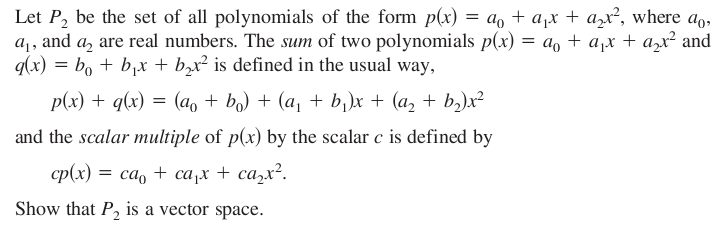 Let P₂ be the set of all polynomials of the form p(x) = a₀ + a₁x + a₂x², where a₀,
a₁, and a₂ are real numbers. The sum of two polynomials p(x) = a₀ + a₁x + a₂x² and
q(x) = b₀ + b₁x + b₂x² is defined in the usual way,
p(x) + q(x) = (a₀ + b₀) + (a₁ + b₁)x + (a₂ + b₂)x²
and the scalar multiple of p(x) by the scalar c is defined by
cp(x) = ca₀ + ca₁x + ca₂x².
Show that P₂ is a vector space.